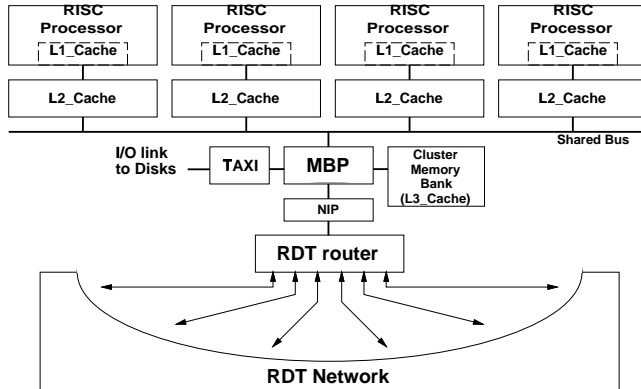 RISC RISC RISC RISC
Processor Processor Processor Processor
L1_Cache L1_Cache L1_Cache L1_Cache
L2_Cache L2_Cache L2_Cache L2_Cache
Shared Bus
I/O link
to Disks
TAXI
MBP
Cluster
Memory
Bank
(L3_Cache)
NIP
RDT router
RDT Network